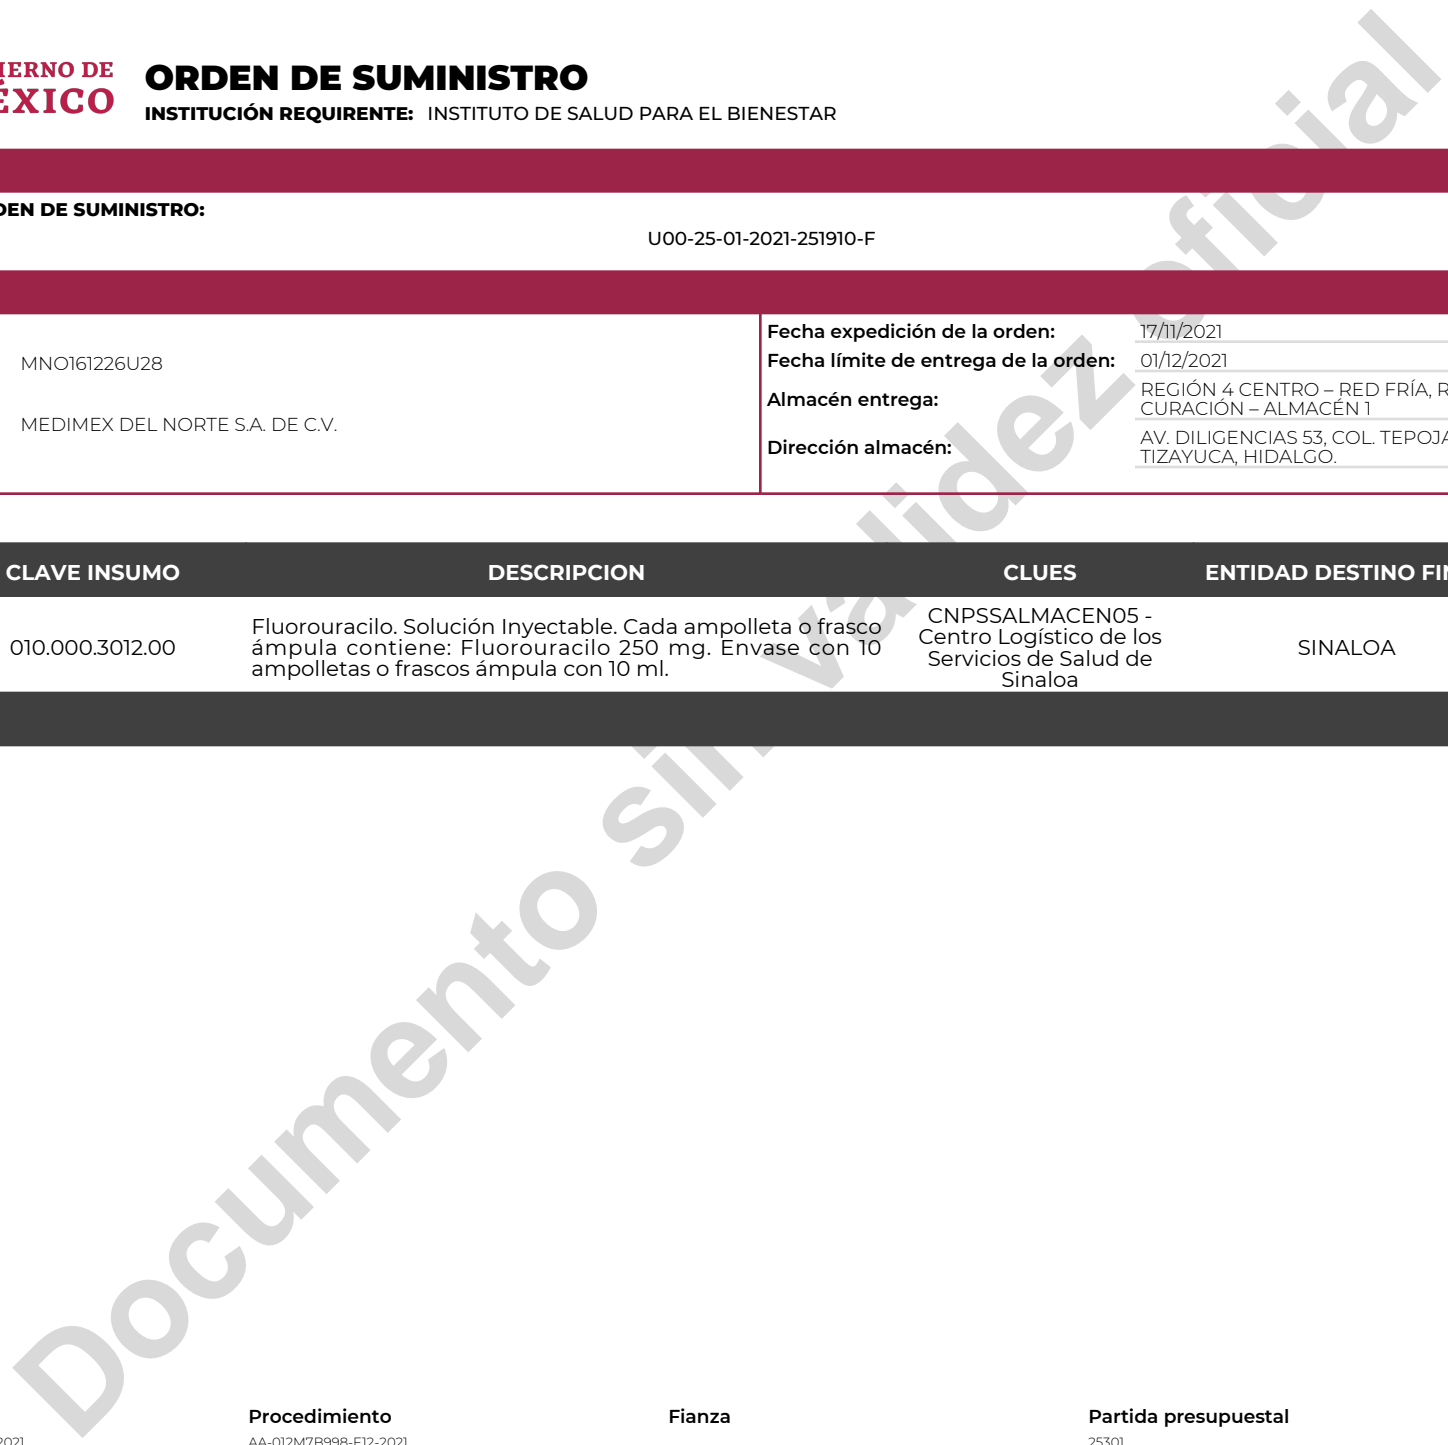 ORDEN DE SUMINISTRO
DE
INSTITUCIÓN REQUIRENTE: INSTITUTO DE SALUD PARA EL BIENESTAR
DE SUMINISTRO:
U00-25-01-2021-251910-F
MNO161226U28
MEDIMEX DEL NORTE S.A. DE C.V.
Fecha expedición de la orden: 17/11/2021
Fecha límite de entrega de la orden: 01/12/2021
Almacén entrega: REGIÓN 4 CENTRO – RED FRÍA,
CURACIÓN – ALMACÉN 1
Dirección almacén: AV. DILIGENCIAS 53, COL.
TIZAYUCA, HIDALGO.
CLAVE INSUMO DESCRIPCION CLUES ENTIDAD DESTINO
010.000.3012.00
Fluorouracilo. Solución Inyectable. Cada ampolleta o frasco
ámpula contiene: Fluorouracilo 250 mg. Envase con 10
ampolletas o frascos ámpula con 10 ml.
CNPSSALMACEN05 -
Centro Logístico de los
Servicios de Salud de
Sinaloa
SINALOA
Documento sin validez oficial
Procedimiento Fianza Partida presupuestal
AA-012M7B998-E12-2021 25301